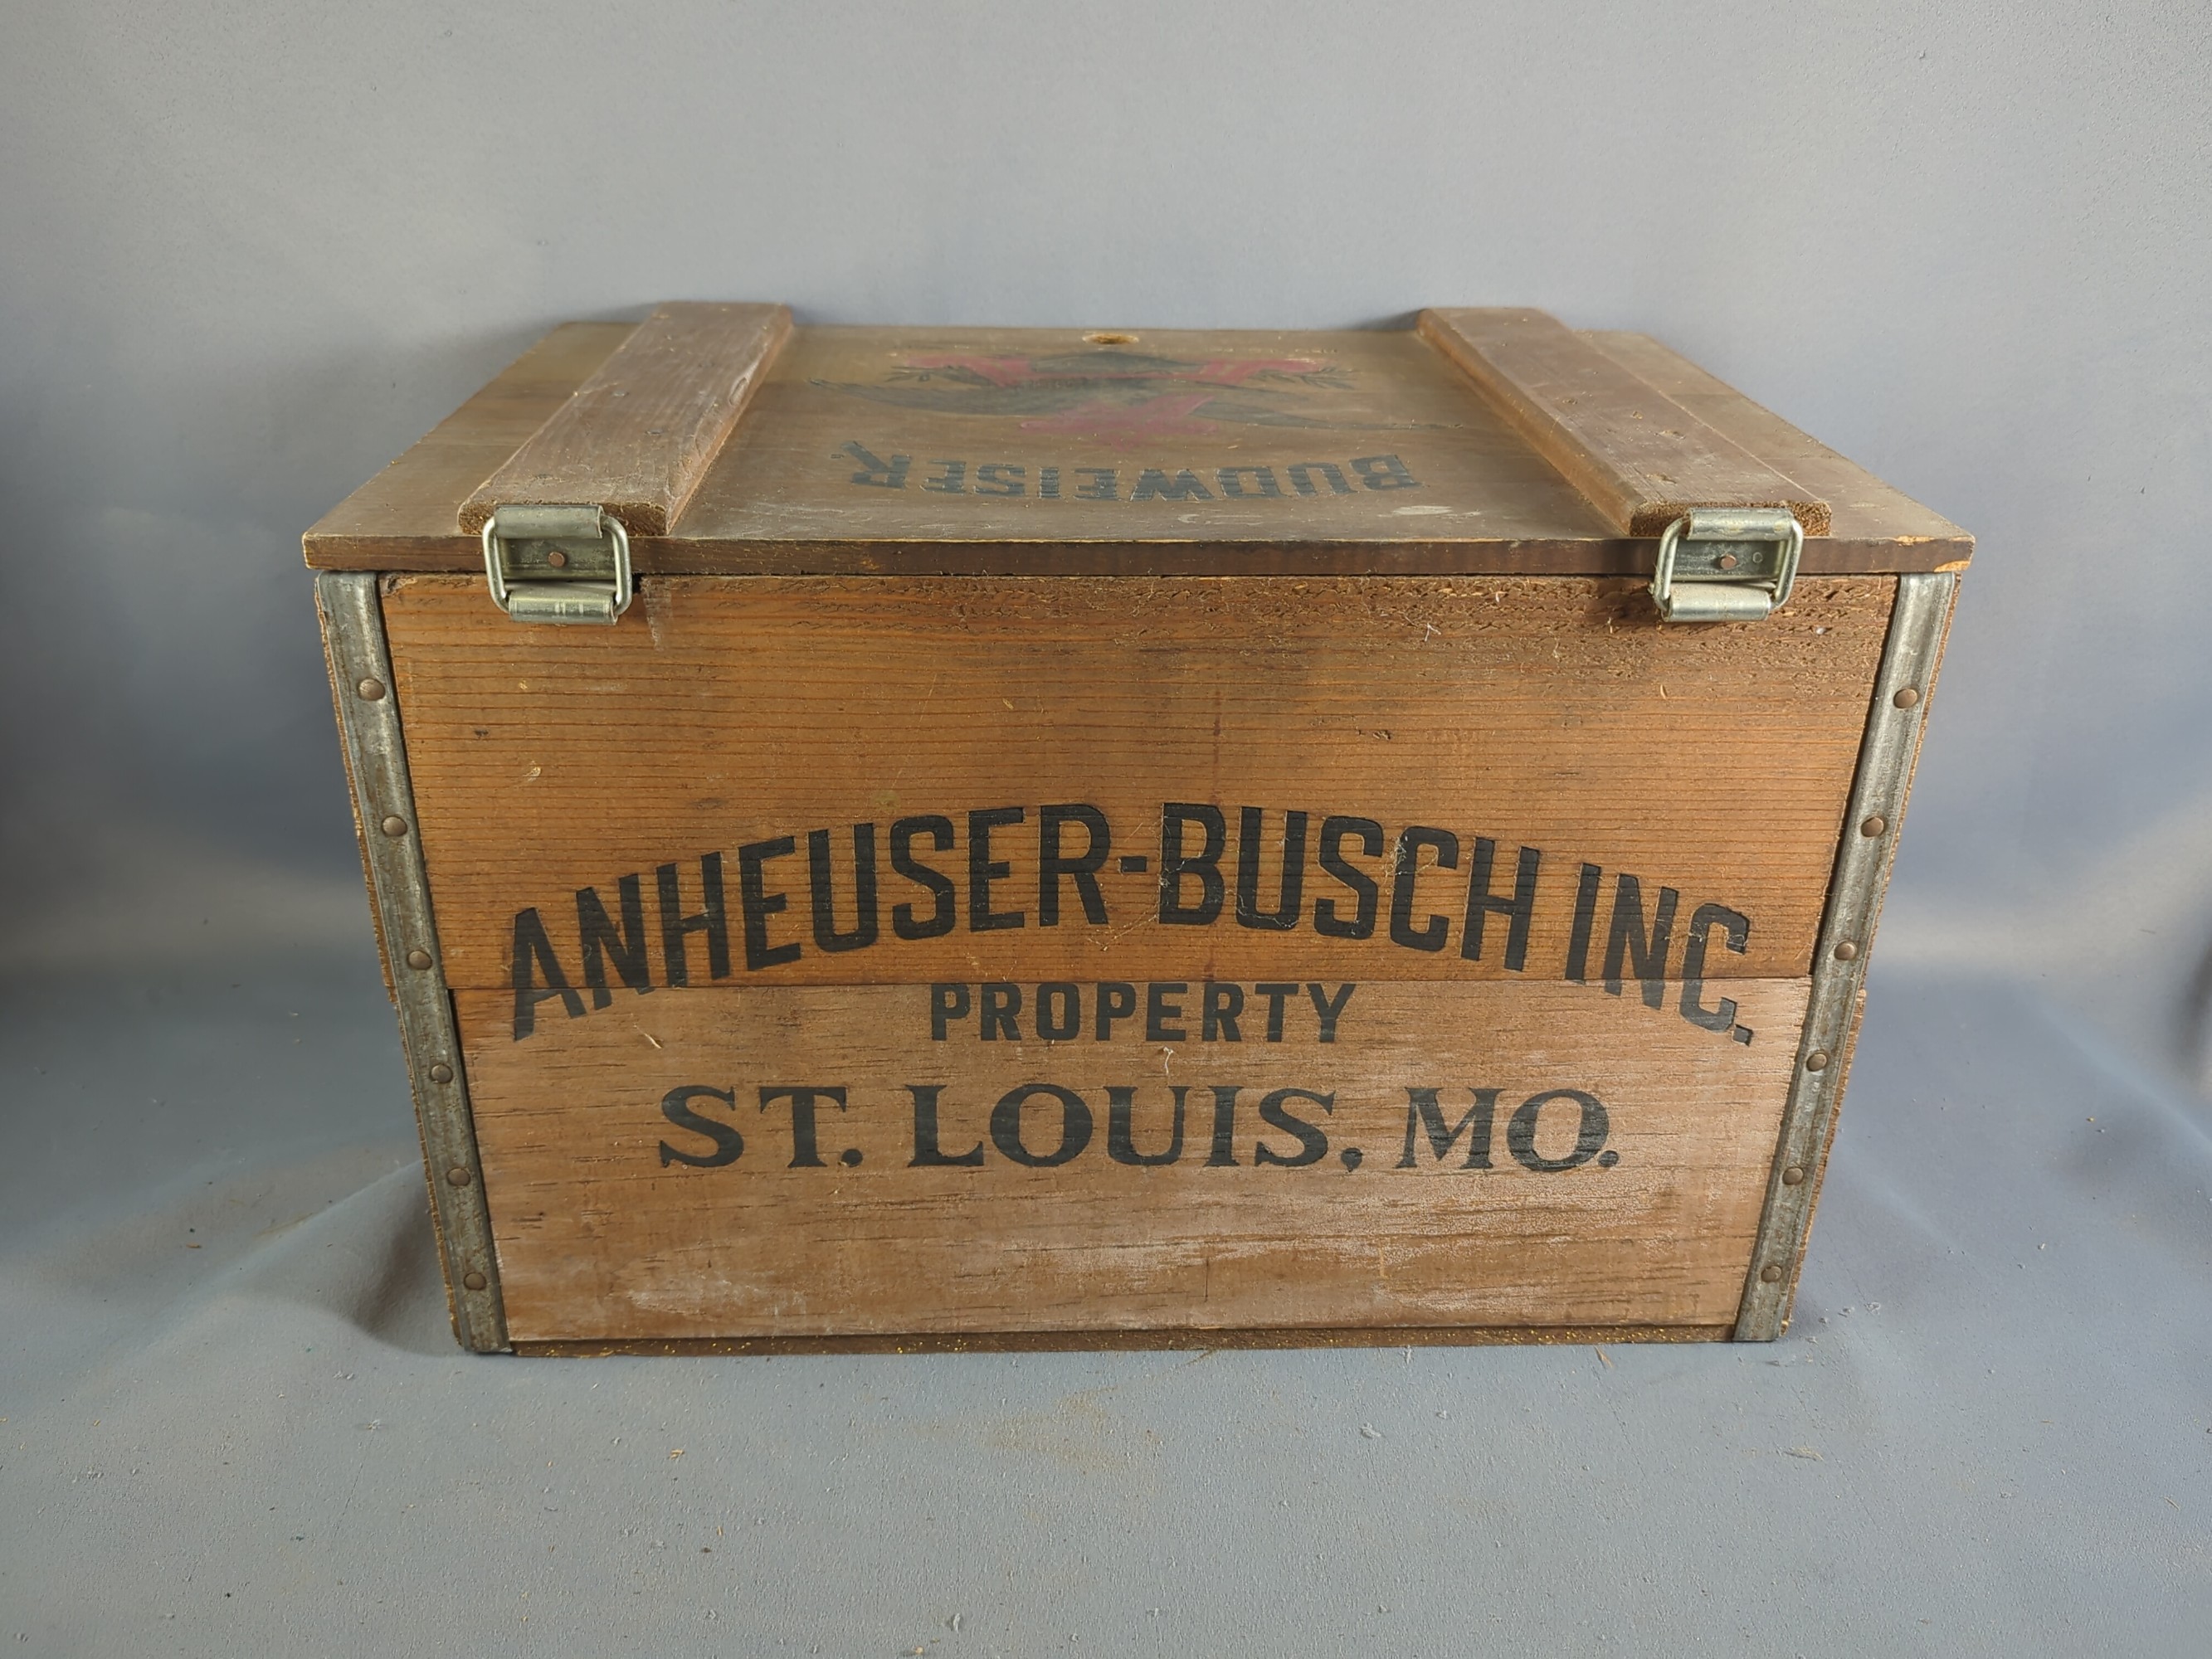 BUDWEISER
ANHEUSER-BUSCH INC.
PROPERTY
ST. LOUIS, MO.